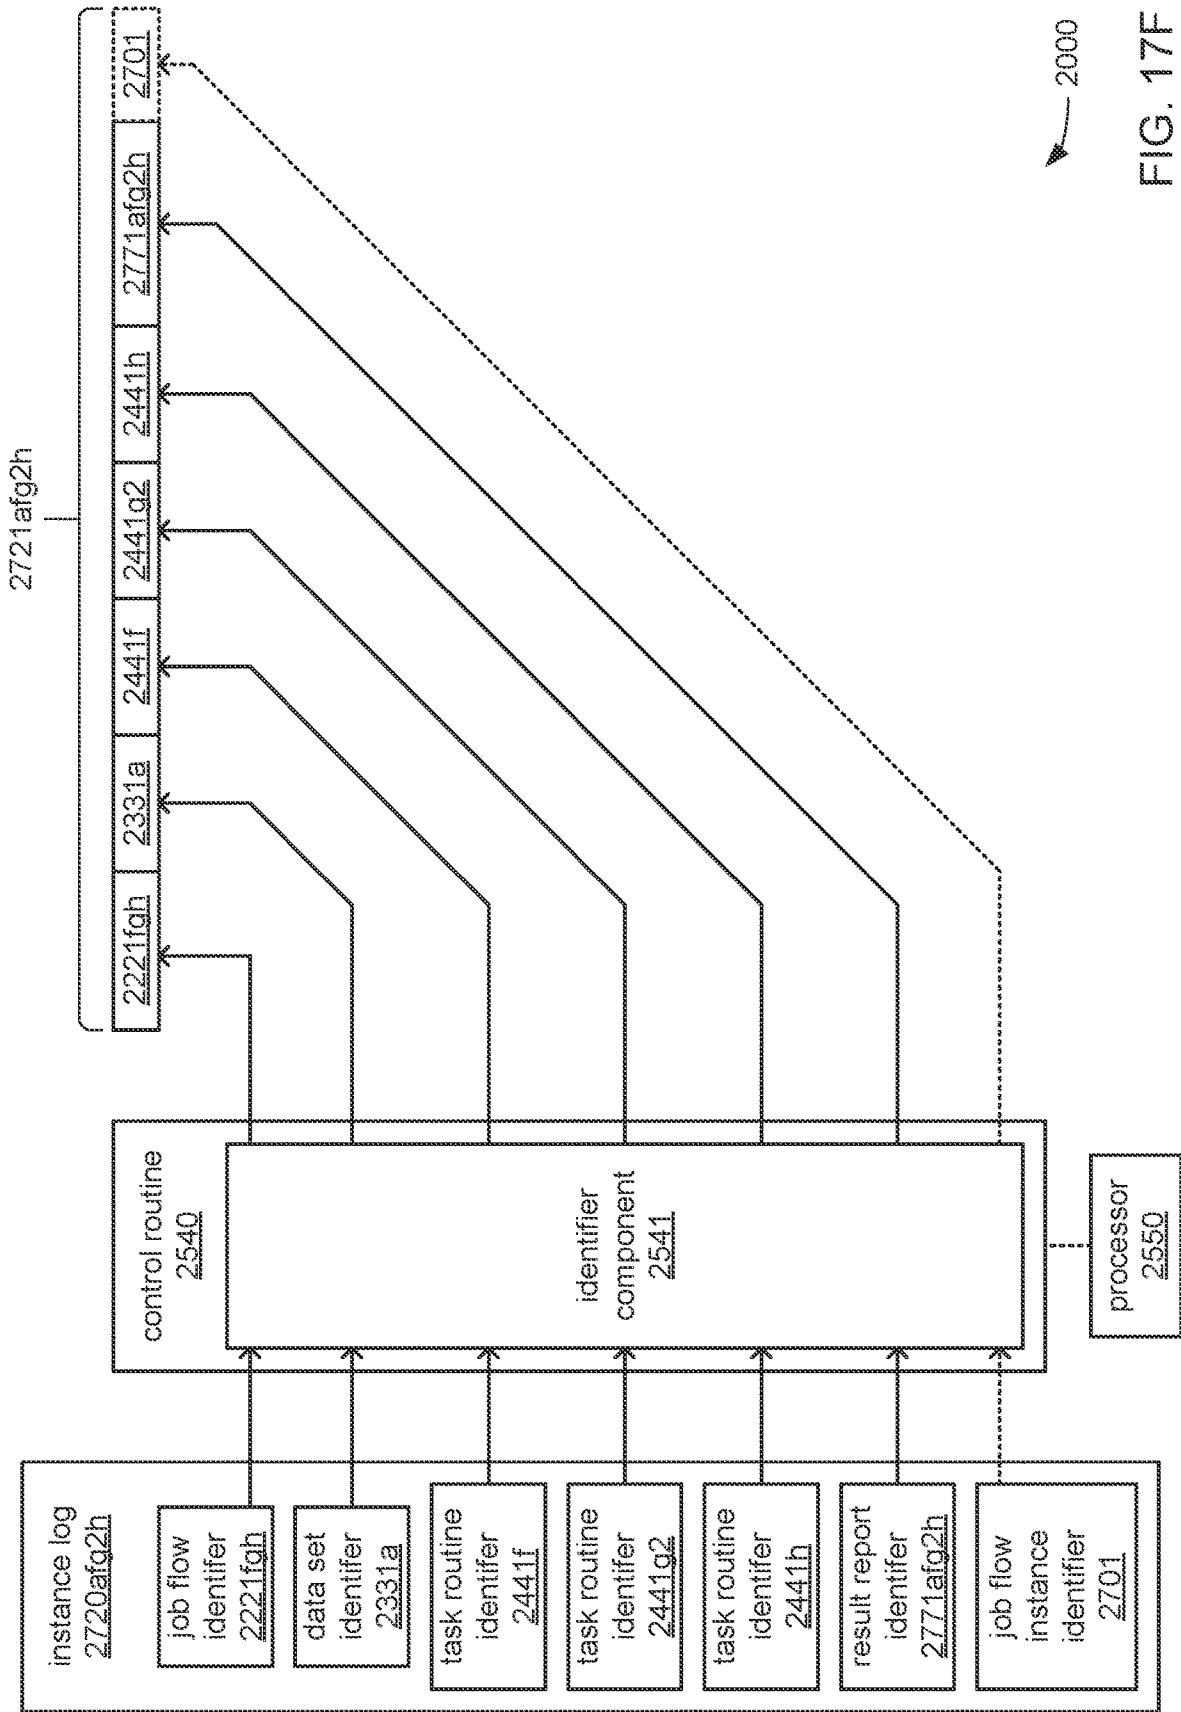 instance log
2720afg2h
job flow
identifer
2221fgh
data set
identifer
2331a
task routine
identifer
2441f
task routine
identifer
2441g2
task routine
identifer
2441h
result report
identifer
2771afg2h
job flow
instance
identifier
2701
control routine
2540
identifier
component
2541
processor
2550
2721afg2h
2221fgh
2331a
2441f
2441g2
2441h
2771afg2h
2701
2000
FIG. 17F